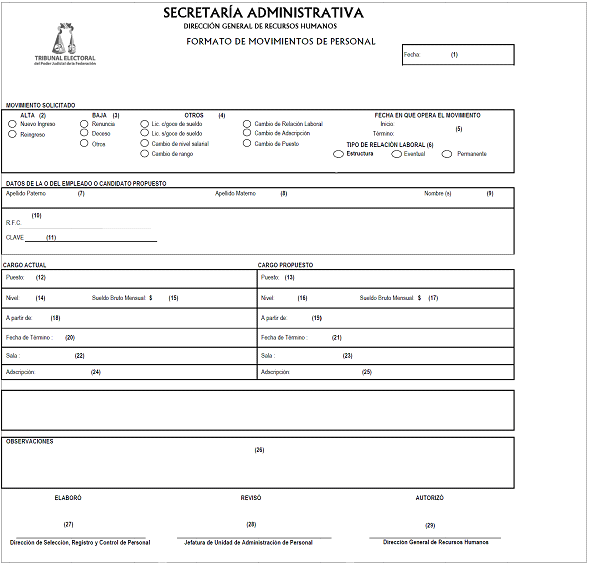 SECRETARÍA ADMINISTRATIVA
DIRECCIÓN GENERAL DE RECURSOS HUMANOS
FORMATO DE MOVIMIENTOS DE PERSONAL
TRIBUNAL ELECTORAL
del Poder Judicial de la Federación
Fecha: (1)
MOVIMIENTO SOLICITADO
ALTA (2) BAJA (3) OTROS (4) FECHA EN QUE OPERA EL MOVIMIENTO
Nuevo Ingreso Renuncia Lic. c/goce de sueldo Cambio de Relación Laboral Inicio:
Reingreso Deceso Lic. s/goce de sueldo Cambio de Adscripción Término: (5)
Otros Cambio de nivel salarial Cambio de Puesto TIPO DE RELACIÓN LABORAL (6)
Cambio de rango Estructura Eventual Permanente
DATOS DE LA O DEL EMPLEADO O CANDIDATO PROPUESTO
Apellido Paterno (7) Apellido Materno (8) Nombre (s) (9)
(10)
R.F.C.
CLAVE (11)
CARGO ACTUAL CARGO PROPUESTO
Puesto: (12) Puesto: (13)
Nivel (14) Sueldo Bruto Mensual: $ (15) Nivel (16) Sueldo Bruto Mensual: $ (17)
A partir de: (18) A partir de: (19)
Fecha de Término : (20) Fecha de Término : (21)
Sala : (22) Sala : (23)
Adscripción: (24) Adscripción: (25)
OBSERVACIONES
(26)
ELABORÓ REVISÓ AUTORIZÓ
(27) (28) (29)
Dirección de Selección, Registro y Control de Personal Jefatura de Unidad de Administración de Personal Dirección General de Recursos Humanos